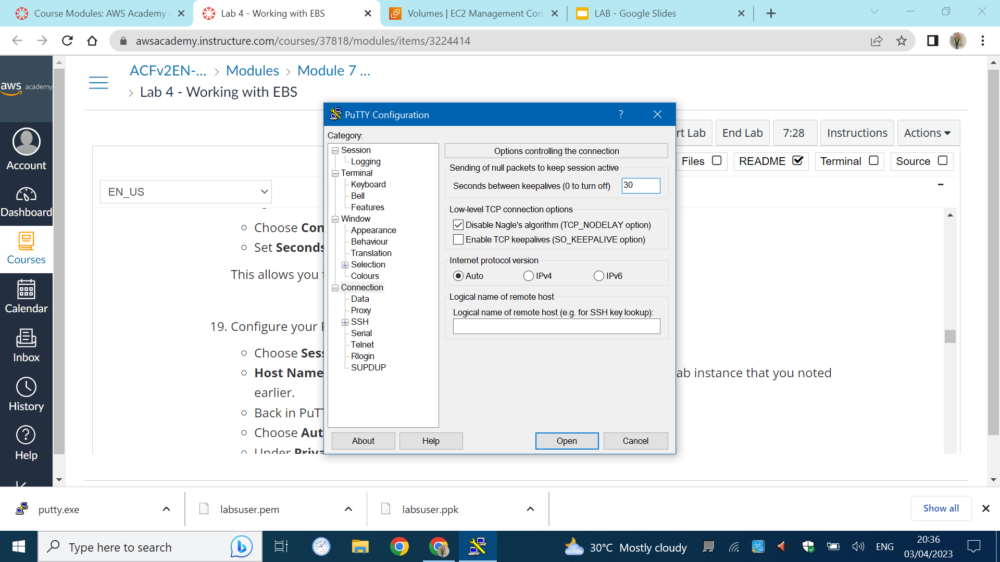 Course Modules: AWS Academy
Lab 4 - Working with EBS
Volumes | EC2 Management Con
LAB - Google Slides
awsacademy.instructure.com/courses/37818/modules/items/3224414
aws academy
Account
Dashboard
Courses
Calendar
Inbox
History
Help
ACFv2EN-... > Modules > Module 7 ...
> Lab 4 - Working with EBS
rt Lab
End Lab
7:28
Instructions
Actions
Files
README
Terminal
Source
EN_US
Choose Con
Set Seconds
This allows you
19. Configure your
Choose Sess
Host Name
ab instance that you noted
earlier.
Back in PuT
Choose Aut
Under Priva
PuTTY Configuration
?
Category:
Session
Logging
Terminal
Keyboard
Bell
Features
Window
Appearance
Behaviour
Translation
Selection
Colours
Connection
Data
Proxy
SSH
Serial
Telnet
Rlogin
SUPDUP
Options controlling the connection
Sending of null packets to keep session active
Seconds between keepalives (0 to turn off) 30
Low-level TCP connection options
Disable Nagle's algorithm (TCP_NODELAY option)
Enable TCP keepalives (SO_KEEPALIVE option)
Internet protocol version
Auto IPv4 IPv6
Logical name of remote host
Logical name of remote host (e.g. for SSH key lookup):
About
Help
Open
Cancel
putty.exe
labsuser.pem
labsuser.ppk
Show all
Type here to search
30°C Mostly cloudy
ENG
20:36
03/04/2023